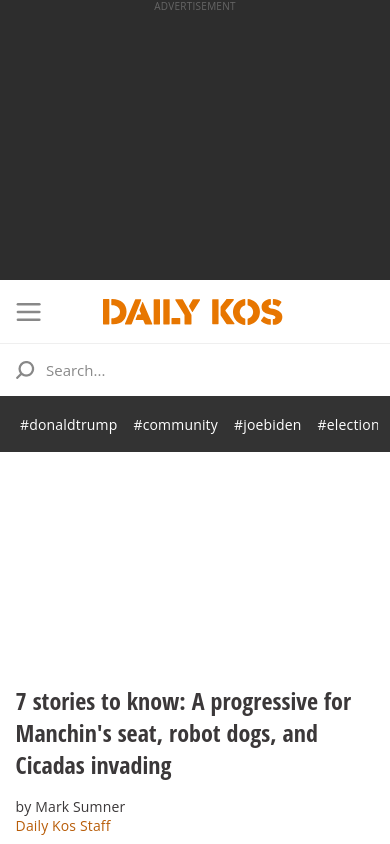 ADVERTISEMENT
DAILY KOS
Search...
#donaldtrump #community #joebiden #election
7 stories to know: A progressive for
Manchin's seat, robot dogs, and
Cicadas invading
by Mark Sumner
Daily Kos Staff